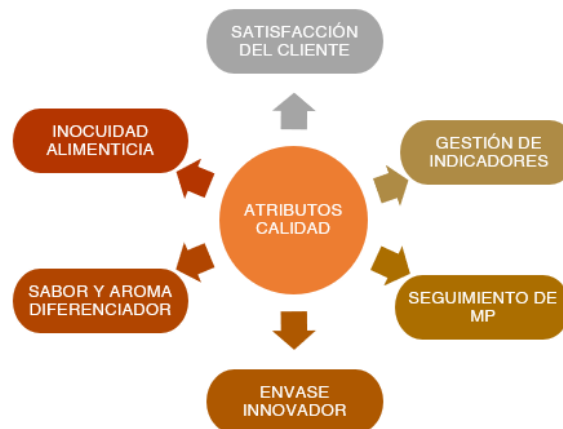 SATISFACCIÓN
DEL CLIENTE
INOCUIDAD
ALIMENTICIA
GESTIÓN DE
INDICADORES
ATRIBUTOS
CALIDAD
SABOR Y AROMA
DIFERENCIADOR
SEGUIMIENTO DE
MP
ENVASE
INNOVADOR